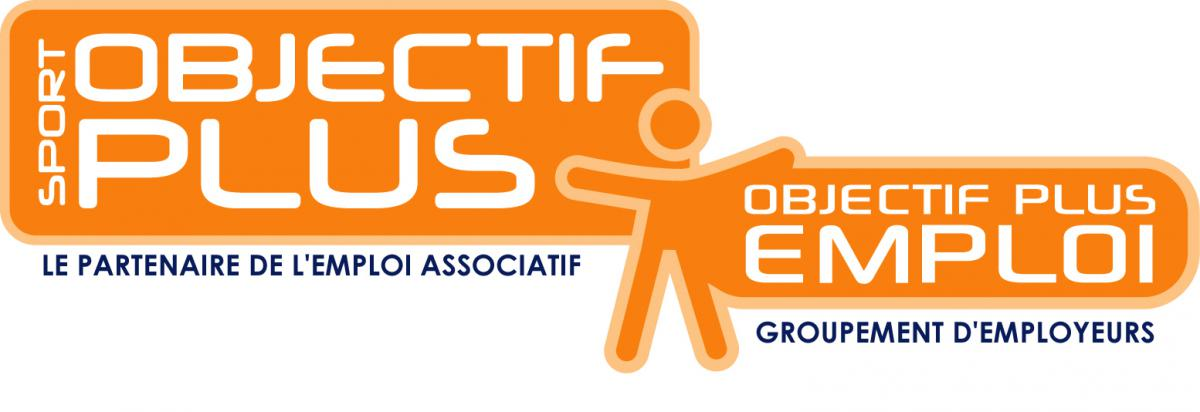 SPORT
OBJECTIF
PLUS
LE PARTENAIRE DE L'EMPLOI ASSOCIATIF
OBJECTIF PLUS
EMPLOI
GROUPEMENT D'EMPLOYEURS